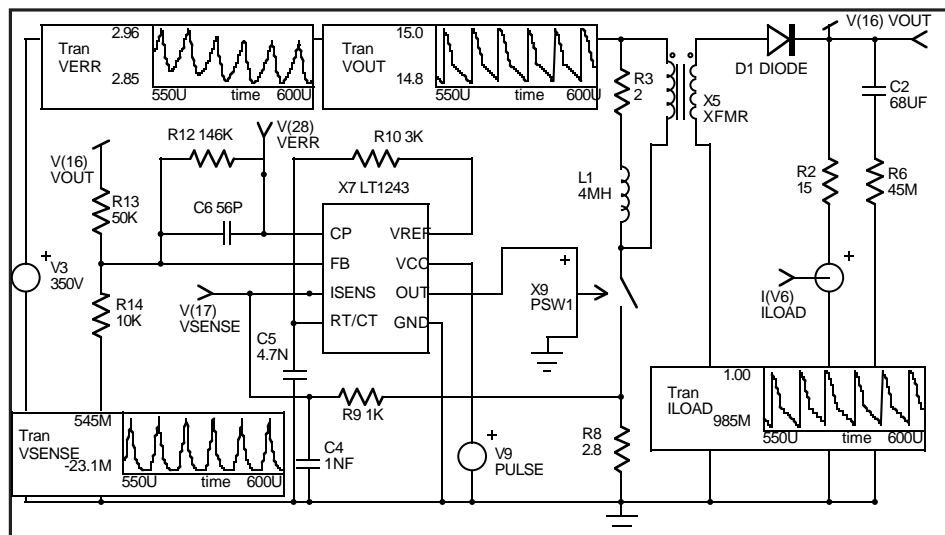 Tran
VERR
2.96
2.85
550U time 600U
Tran
VOUT
15.0
14.8
550U time 600U
V(16) VOUT
D1 DIODE
R3
2
X5
XFMR
C2
68UF
R12 146K
V(28)
VERR
R10 3K
V(16)
VOUT
R13
50K
X7 LT1243
L1
4MH
R2
15
R6
45M
C6 56P
CP
VREF
FB
VCC
ISENS
OUT
RT/CT
GND
+
V3
350V
R14
10K
V(17)
VSENSE
C5
4.7N
+
X9
PSW1
+
I(V6)
ILOAD
R9 1K
Tran
ILOAD
1.00
985M
550U time 600U
Tran
VSENSE
545M
-23.1M
550U time 600U
C4
1NF
+
V9
PULSE
R8
2.8